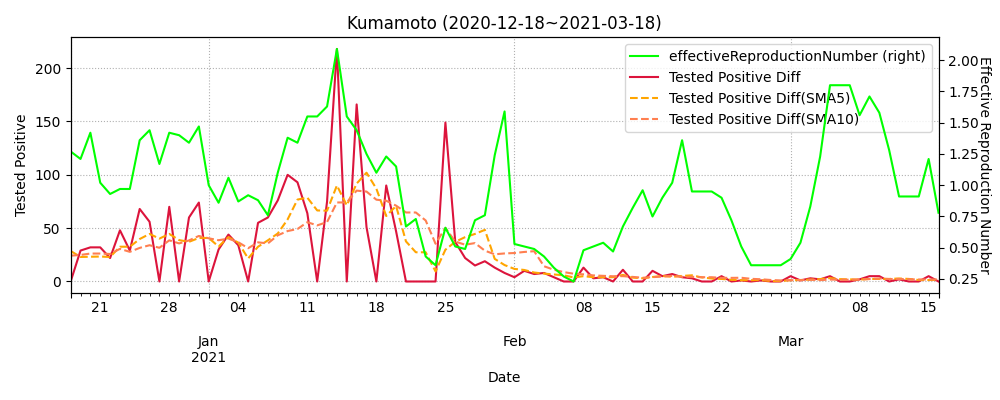 Kumamoto (2020-12-18~2021-03-18)
effectiveReproductionNumber (right)
Tested Positive Diff
Tested Positive Diff(SMA5)
Tested Positive Diff(SMA10)
Tested Positive
200
150
100
50
0
Effective Reproduction Number
2.00
1.75
1.50
1.25
1.00
0.75
0.50
0.25
21 28 04 11 18 25 08 15 22 08 15
Jan Feb Mar
2021
Date